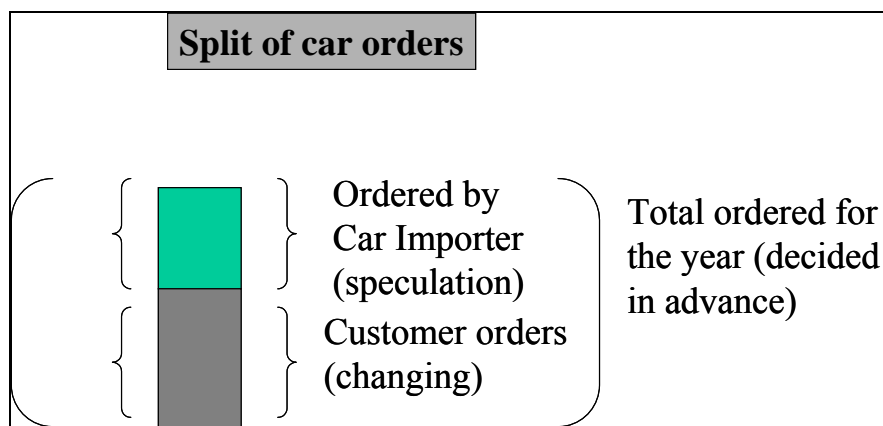 Split of car orders
Ordered by
Car Importer
(speculation)
Customer orders
(changing)
Total ordered for
the year (decided
in advance)